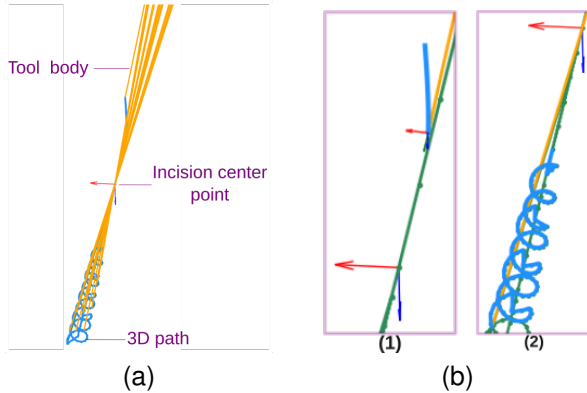 Tool body
Incision center
point
3D path
(1)
(2)
(a)
(b)